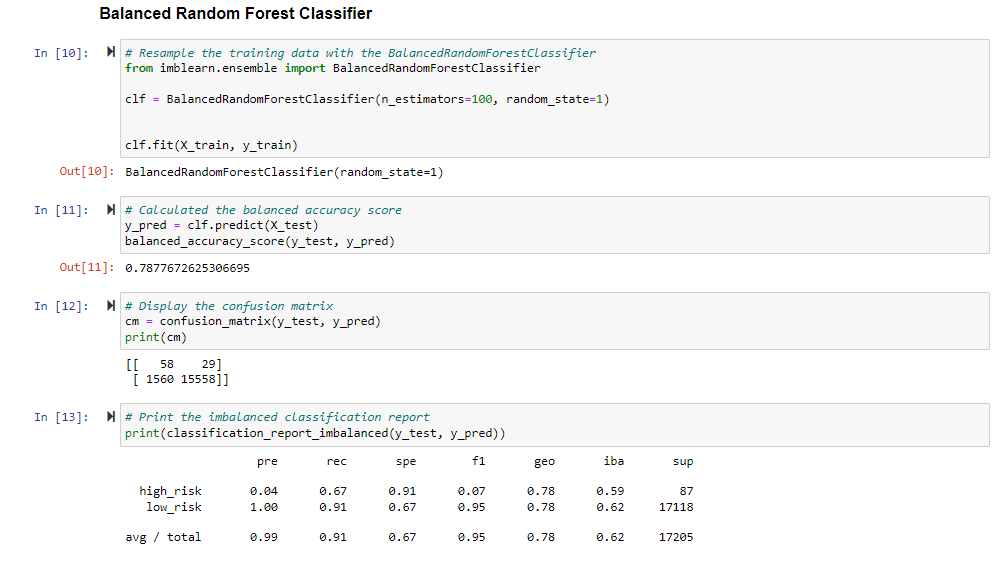 Balanced Random Forest Classifier
In [10]: # Resample the training data with the BalancedRandomForestClassifier
from imblearn.ensemble import BalancedRandomForestClassifier
clf = BalancedRandomForestClassifier(n_estimators=100, random_state=1)
clf.fit(X_train, y_train)
Out[10]: BalancedRandomForestClassifier(random_state=1)
In [11]: # Calculated the balanced accuracy score
y_pred = clf.predict(X_test)
balanced_accuracy_score(y_test, y_pred)
Out[11]: 0.7877672625306695
In [12]: # Display the confusion matrix
cm = confusion_matrix(y_test, y_pred)
print(cm)
[[ 58 29]
[ 1560 15558]]
In [13]: # Print the imbalanced classification report
print(classification_report_imbalanced(y_test, y_pred))
pre rec spe f1 geo iba sup
high_risk 0.04 0.67 0.91 0.07 0.78 0.59 87
low_risk 1.00 0.91 0.67 0.95 0.78 0.62 17118
avg / total 0.99 0.91 0.67 0.95 0.78 0.62 17205